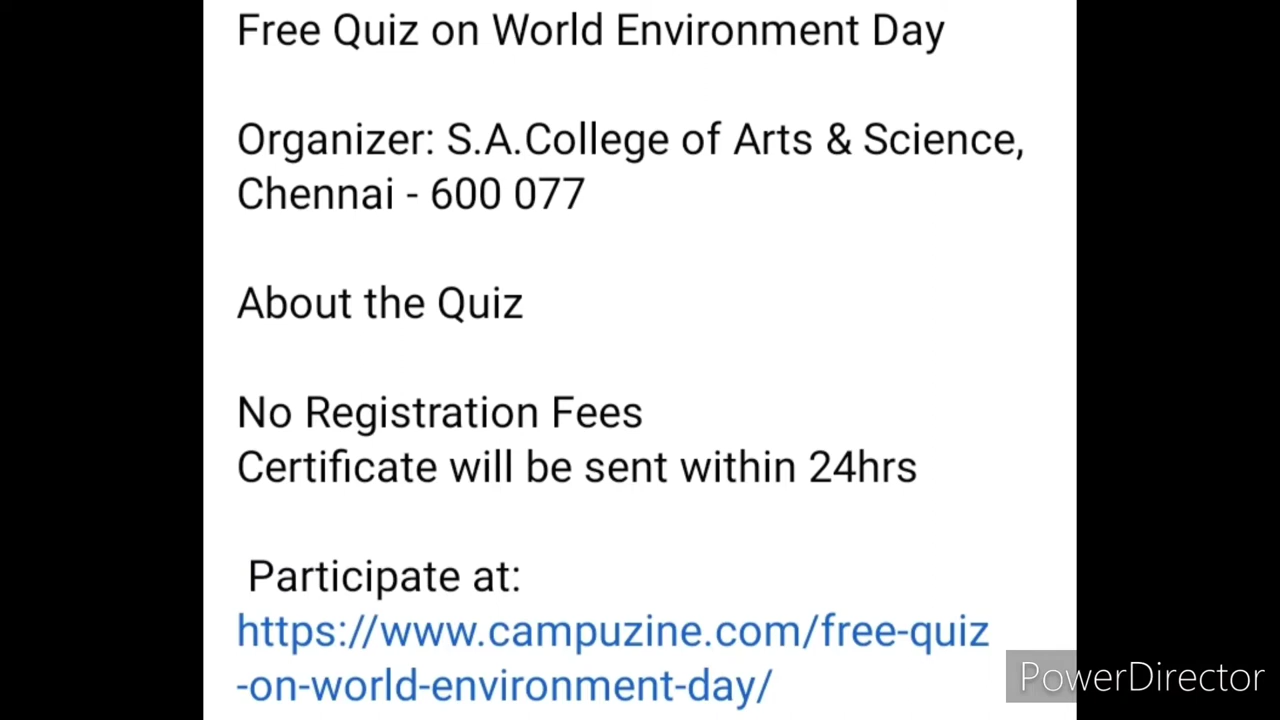 Free Quiz on World Environment Day
Organizer: S.A.College of Arts & Science,
Chennai - 600 077
About the Quiz
No Registration Fees
Certificate will be sent within 24hrs
Participate at:
https://www.campuzine.com/free-quiz
-on-world-environment-day/
PowerDirector